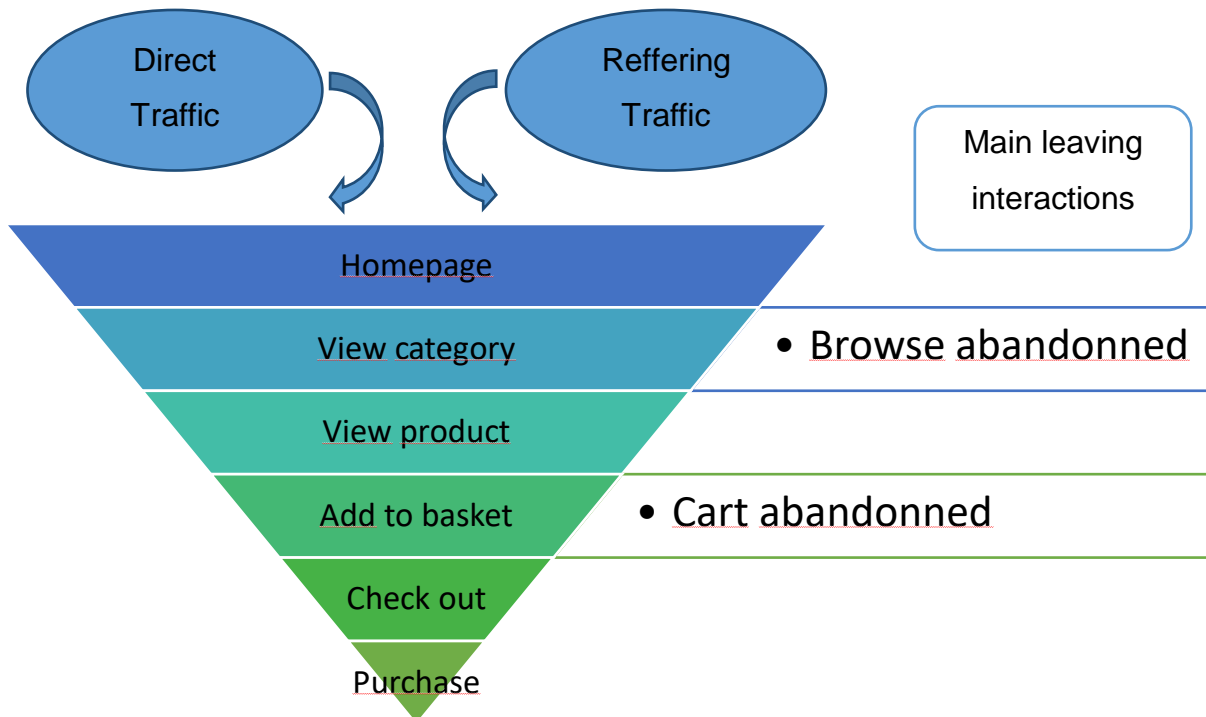 Direct
Traffic
Reffering
Traffic
Main leaving
interactions
Homepage
View category
• Browse abandonned
View product
Add to basket
• Cart abandonned
Check out
Purchase